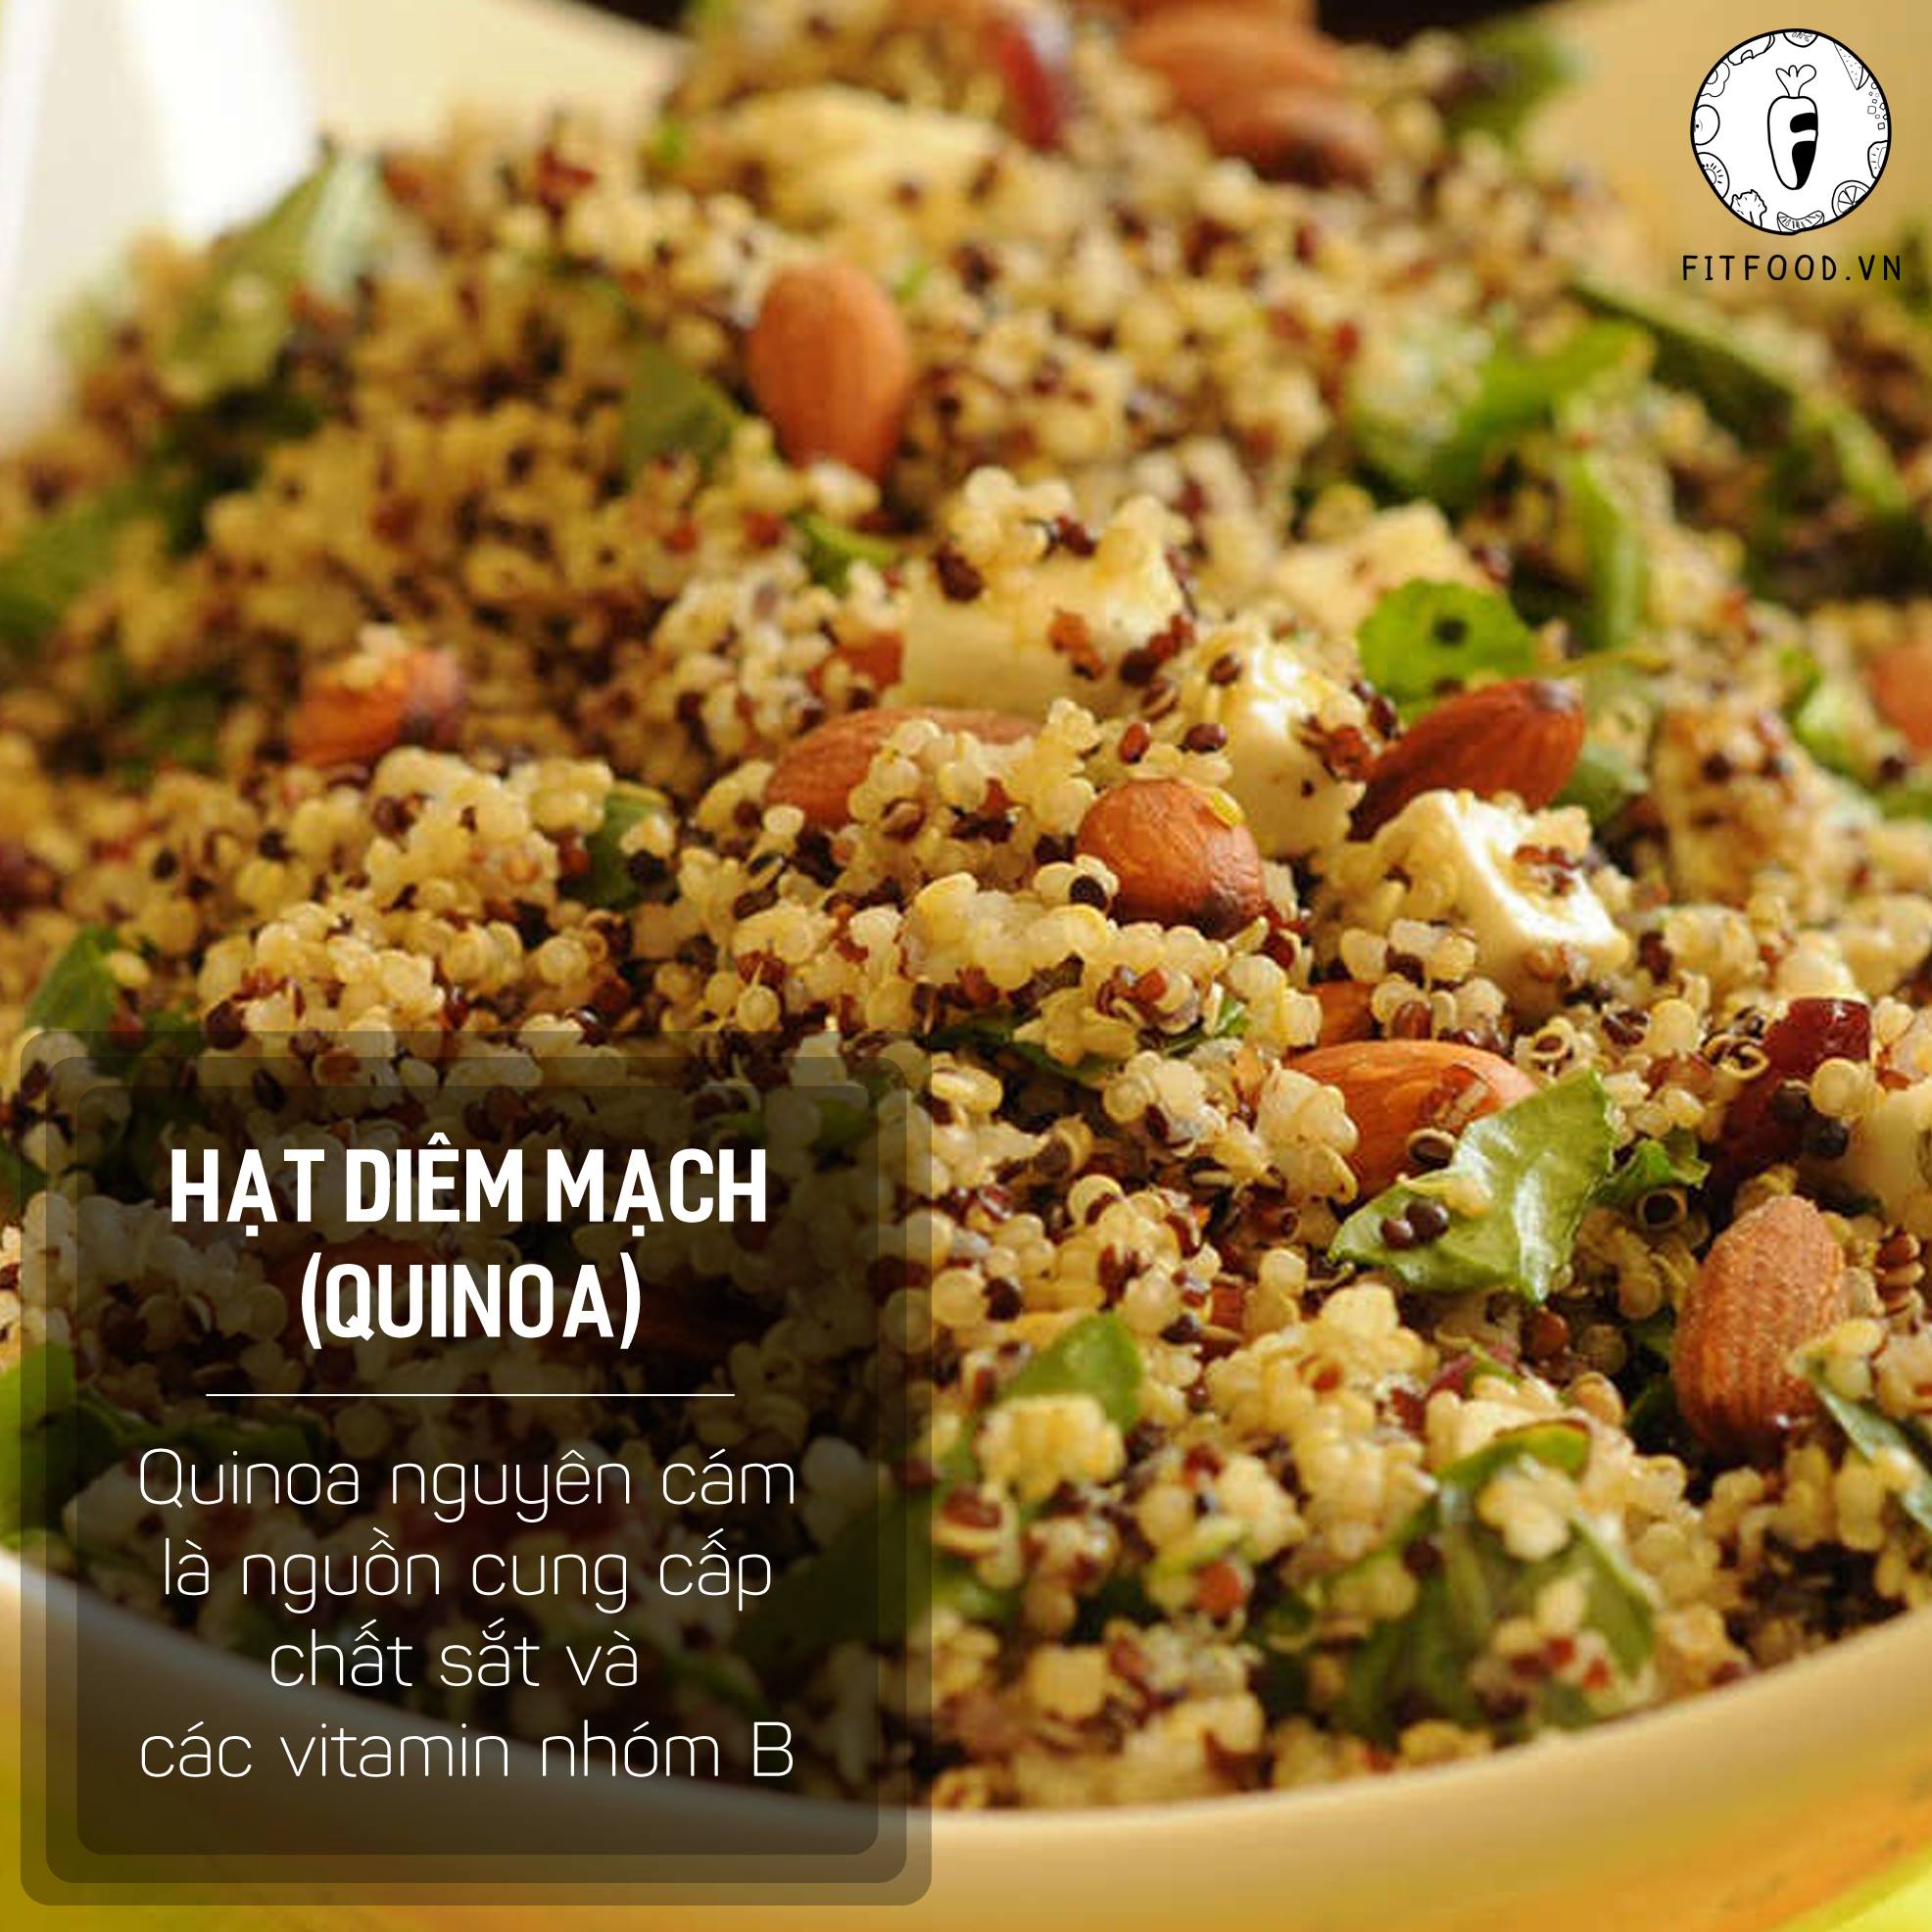 F
FITFOOD.VN
HẠT DIÊM MẠCH
(QUINOA)
Quinoa nguyên cám
là nguồn cung cấp
chất sắt và
các vitamin nhóm B